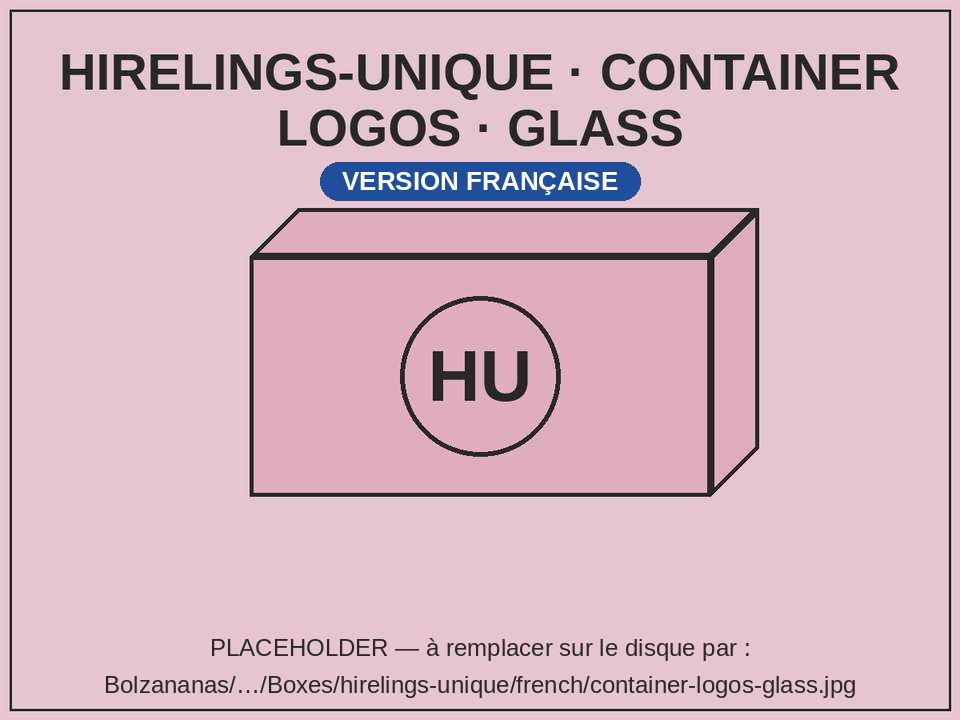 HIRELINGS-UNIQUE · CONTAINER
LOGOS · GLASS
VERSION FRANÇAISE
HU
PLACEHOLDER — à remplacer sur le disque par :
Bolzananas/…/Boxes/hirelings-unique/french/container-logos-glass.jpg